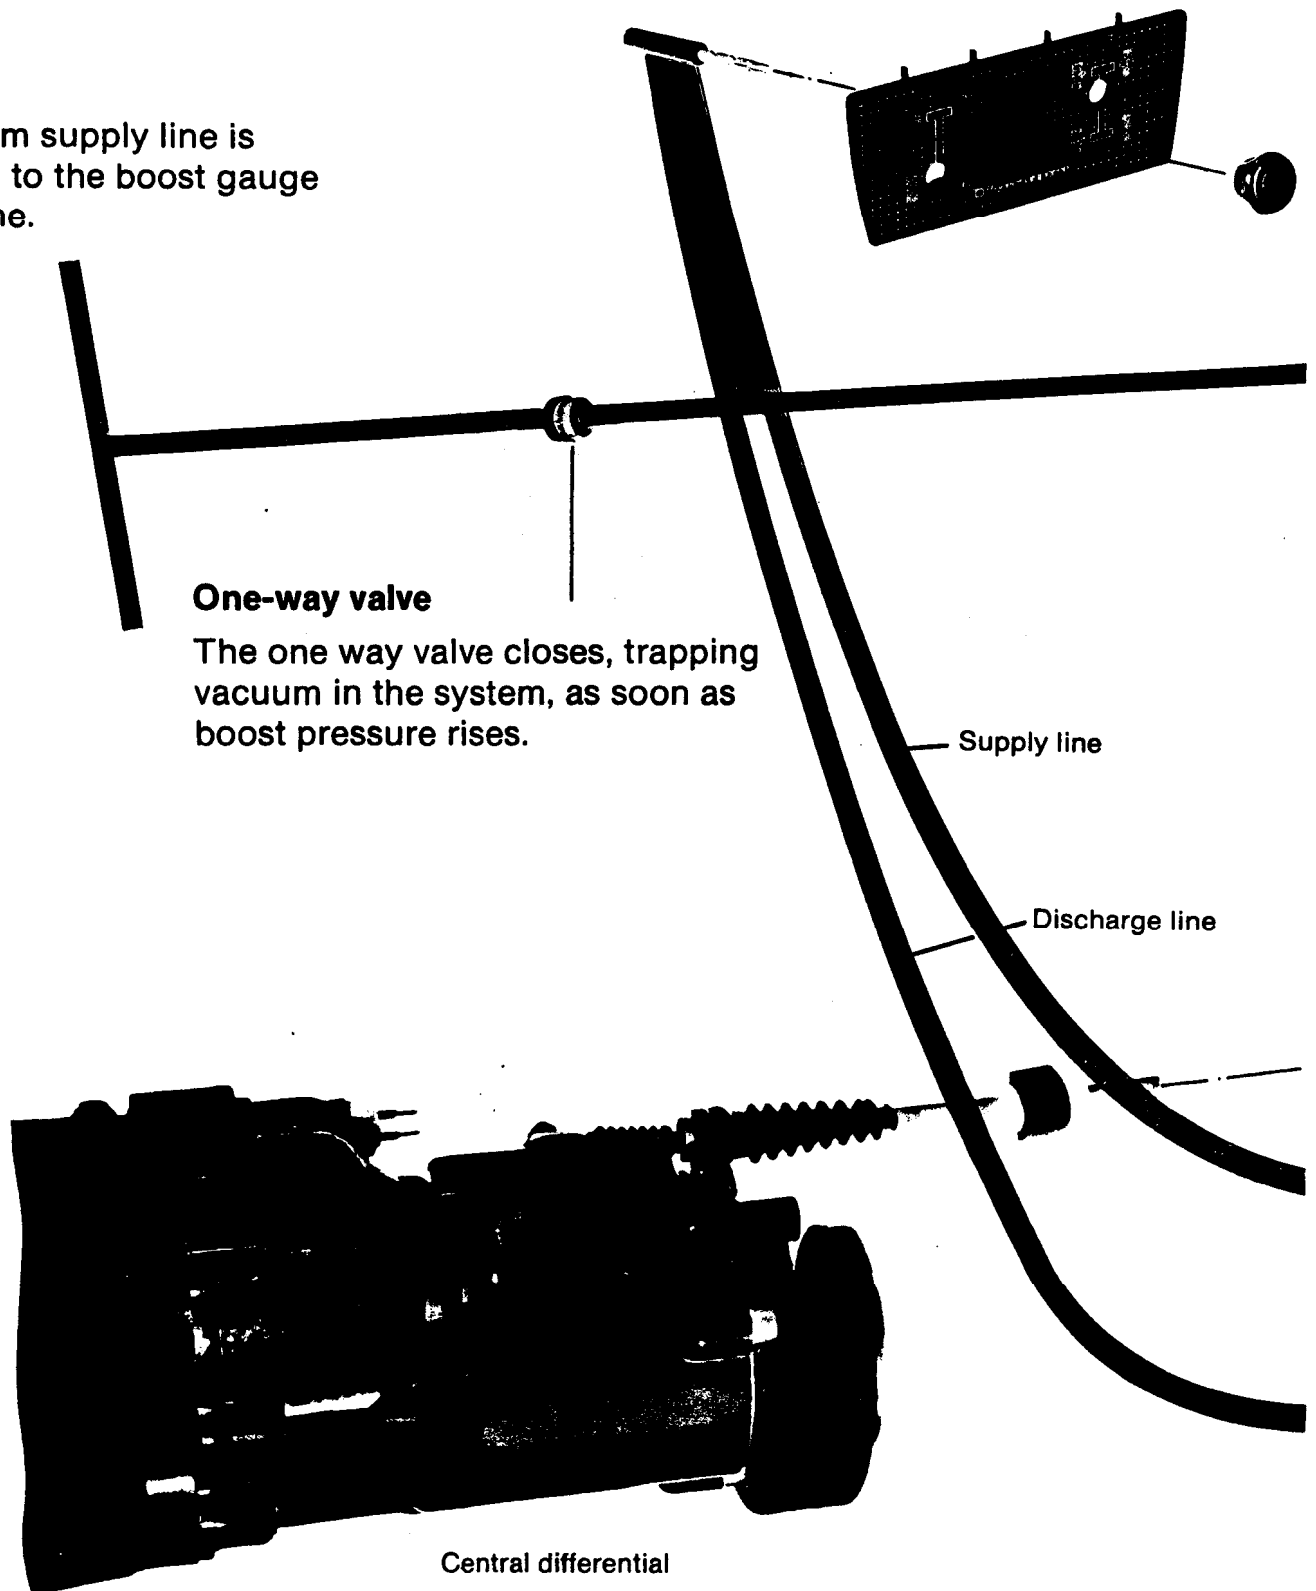 m supply line is
to the boost gauge
ne.
One-way valve
The one way valve closes, trapping
vacuum in the system, as soon as
boost pressure rises.
Supply line
Discharge line
Central differential